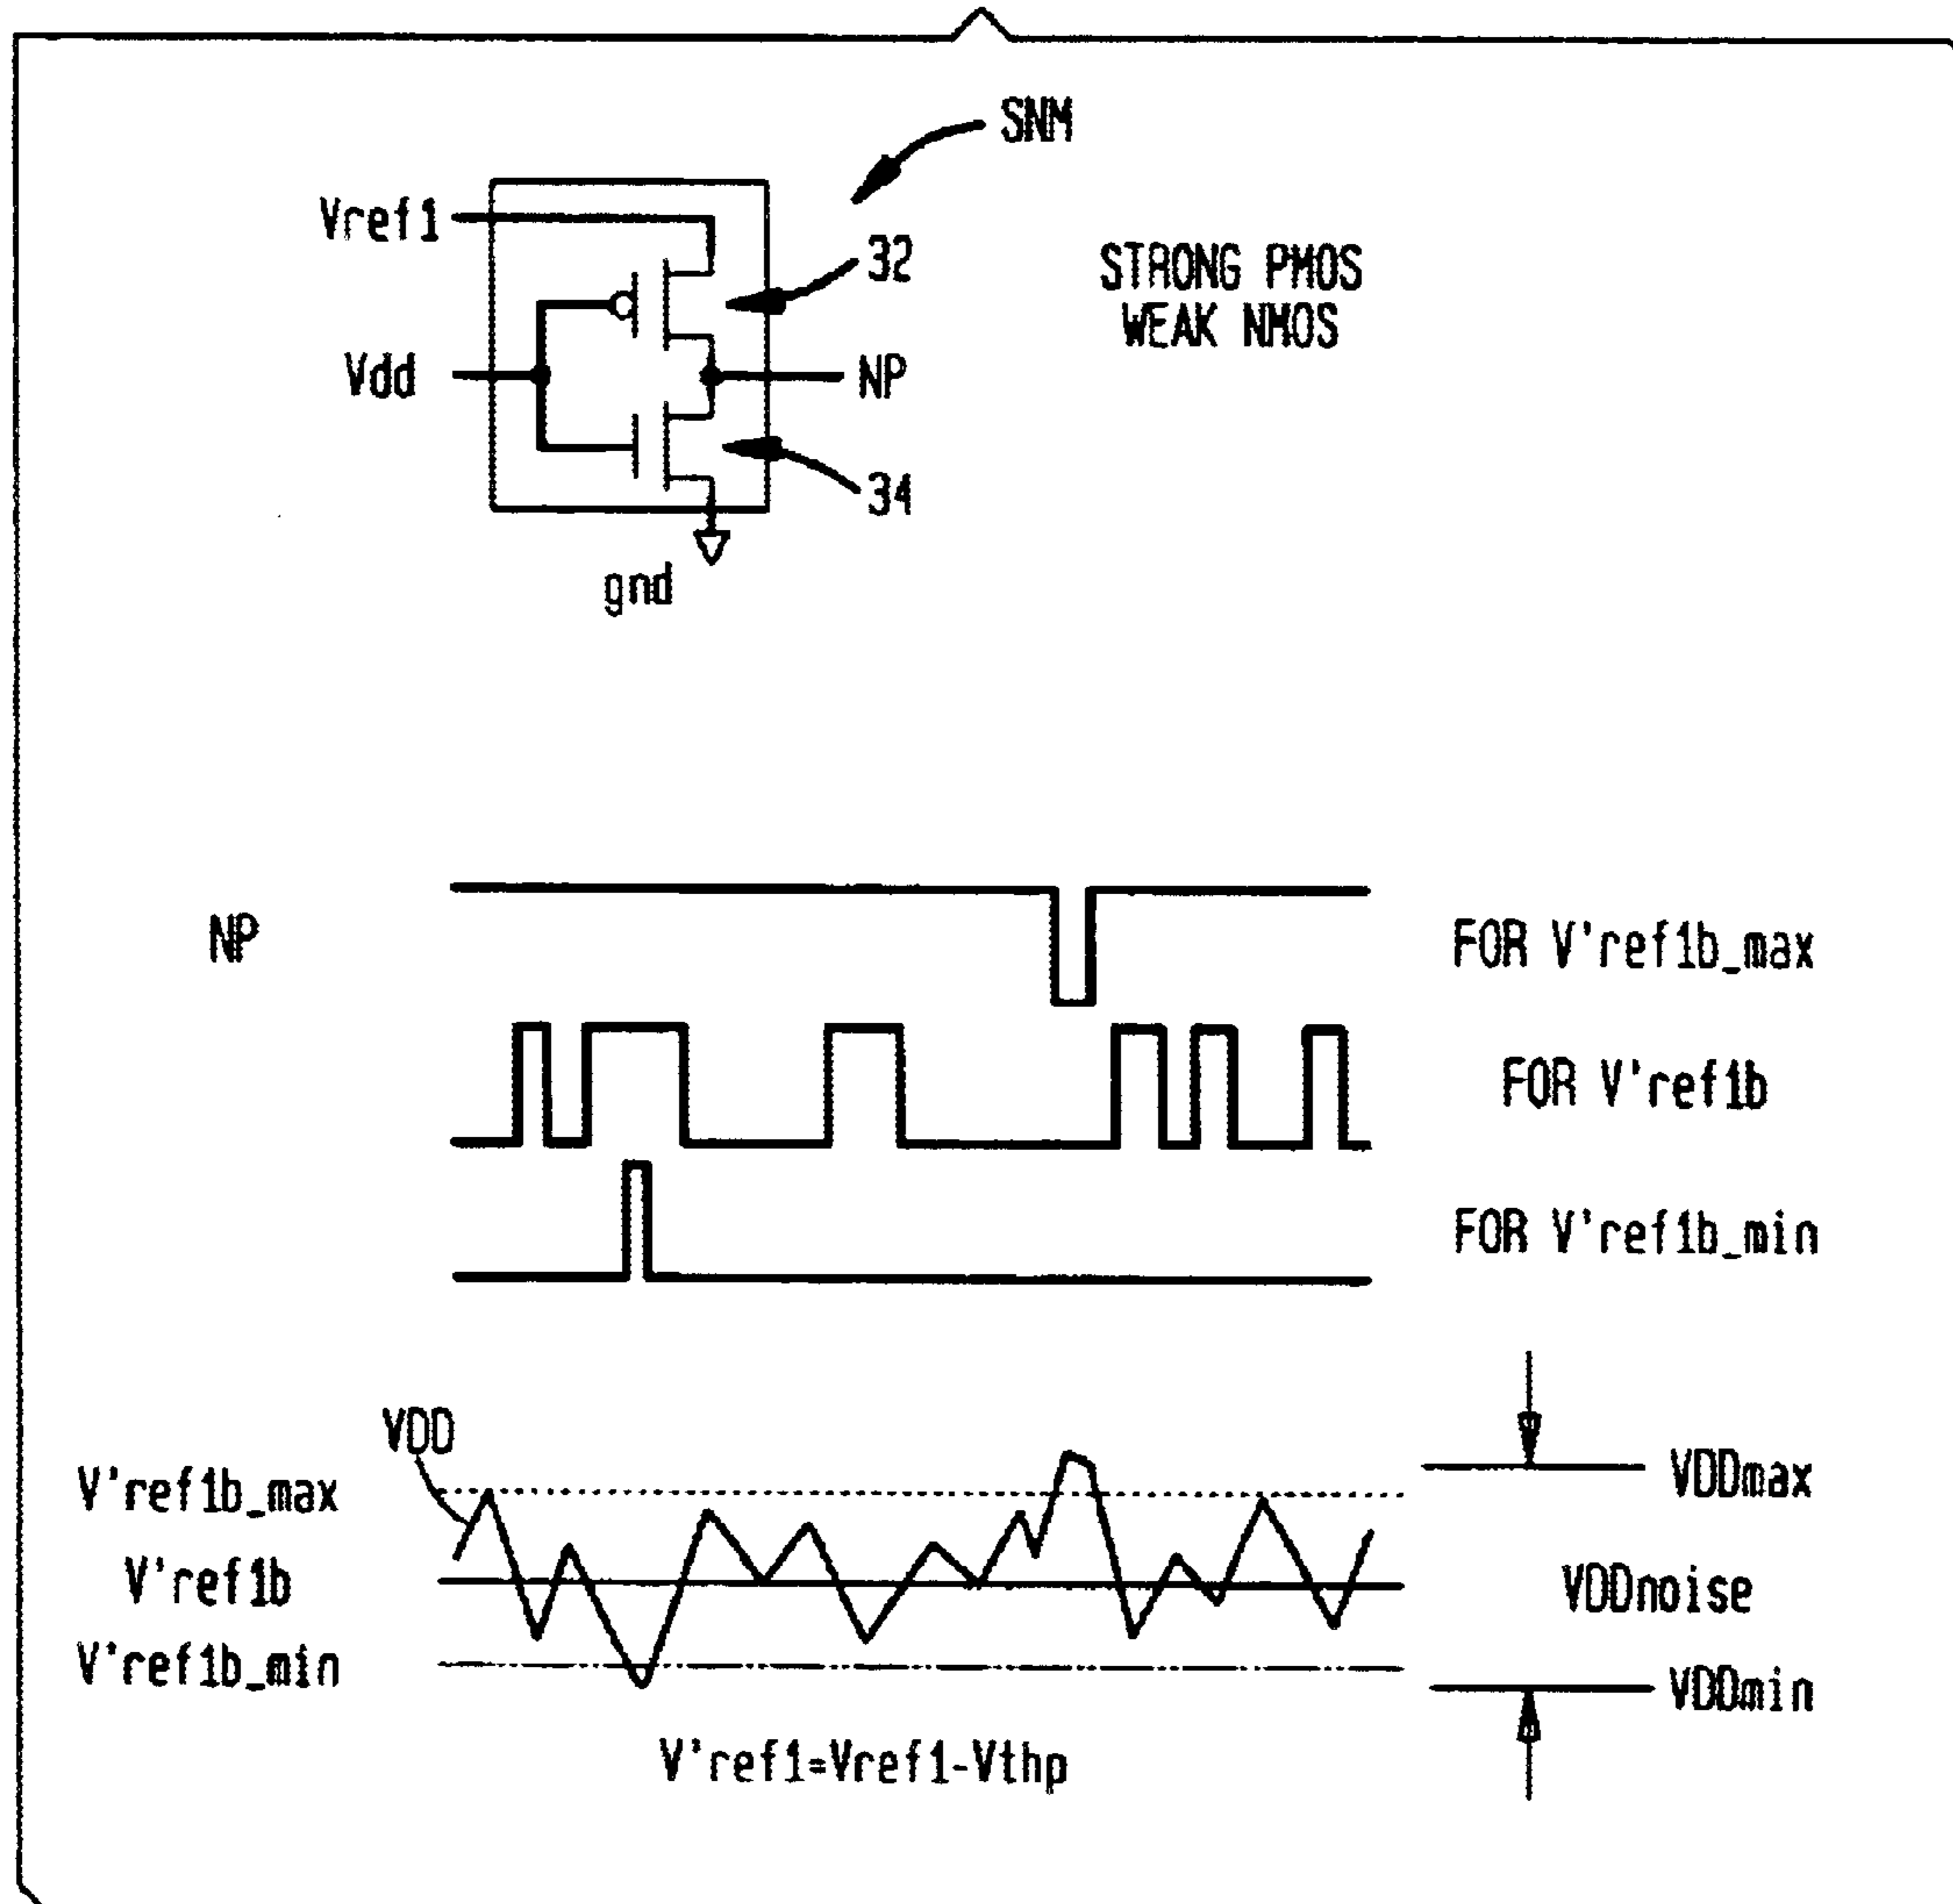 SNM
Vref1
32
STRONG PMOS
WEAK NMOS
Vdd
NP
34
gnd
NP
FOR V'ref1b_max
FOR V'ref1b
FOR V'ref1b_min
VDD
V'ref1b_max
VDDmax
V'ref1b
VDDnoise
V'ref1b_min
VDDmin
V'ref1=Vref1-Vthp